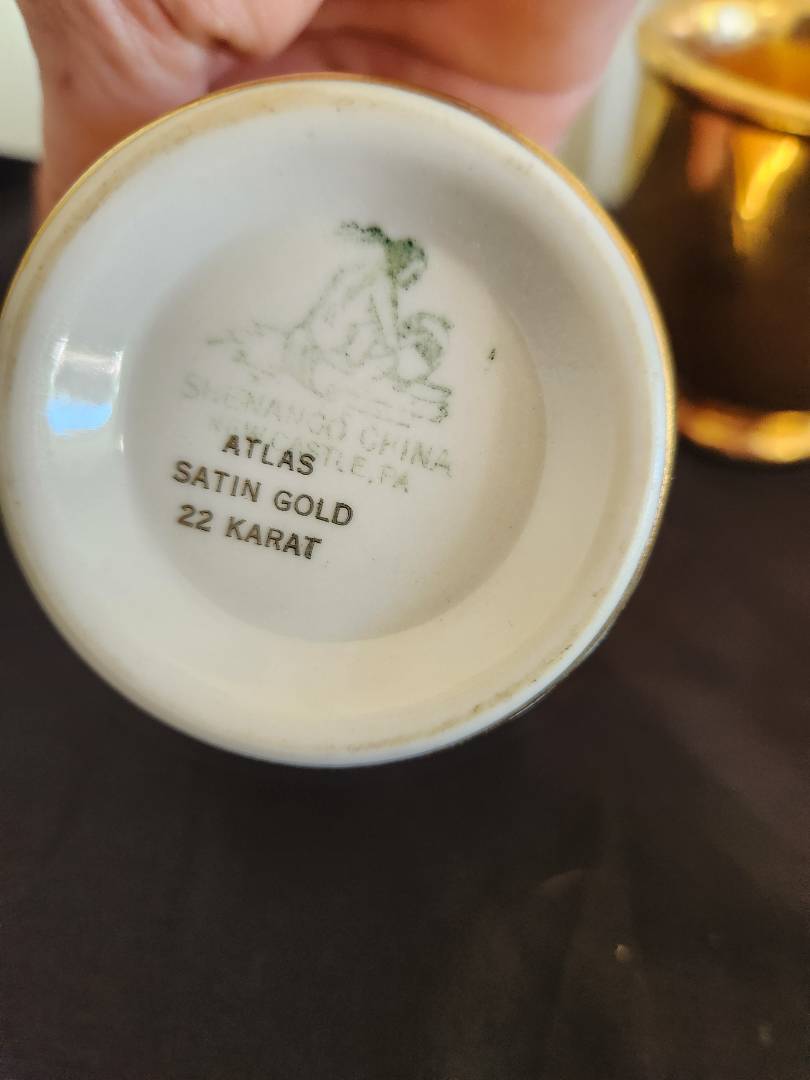 SHENANGO CHINA
NEW CASTLE, PA
ATLAS
SATIN GOLD
22 KARAT